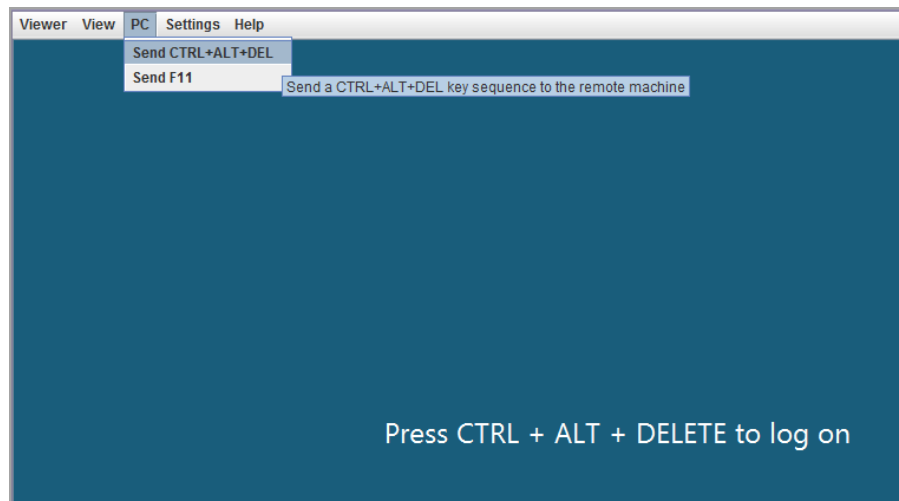 Viewer View PC Settings Help
Send CTRL+ALT+DEL
Send F11
Send a CTRL+ALT+DEL key sequence to the remote machine
Press CTRL + ALT + DELETE to log on